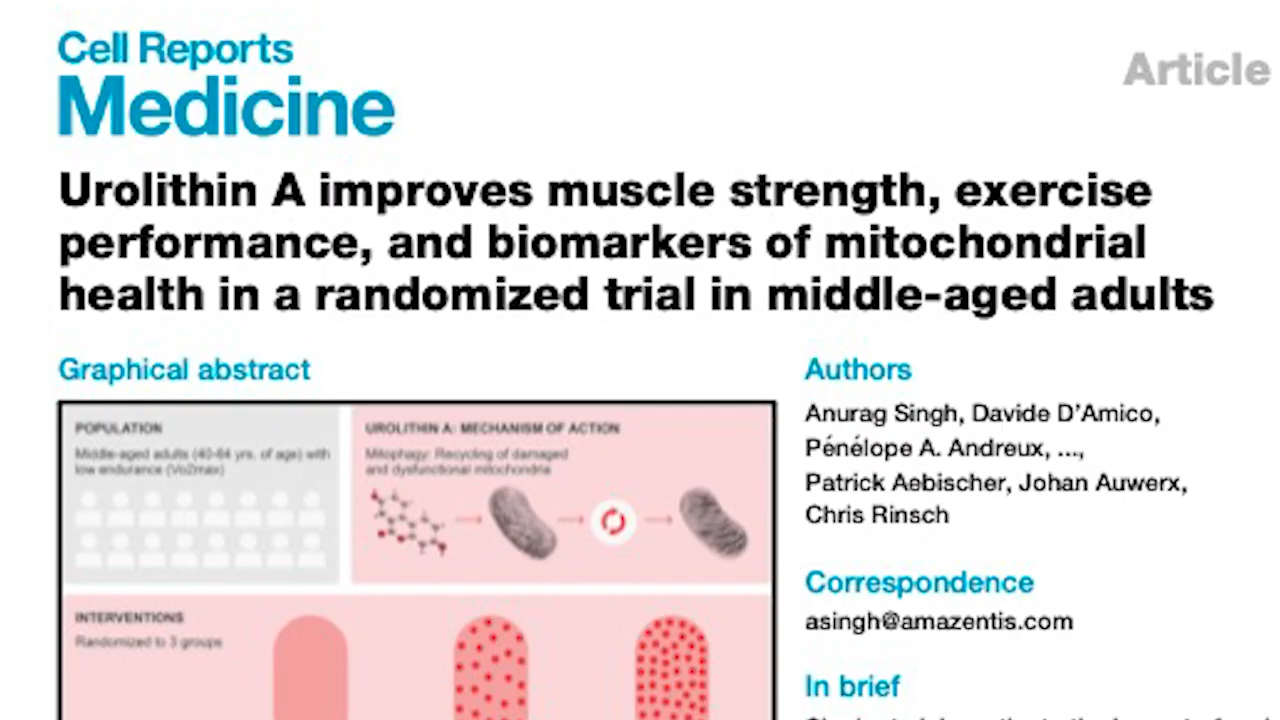 Cell Reports
Medicine
Article
Urolithin A improves muscle strength, exercise
performance, and biomarkers of mitochondrial
health in a randomized trial in middle-aged adults
Graphical abstract
POPULATION
Middle-aged adults (40-64 yrs. of age) with
low endurance (Vo2max)
UROLITHIN A: MECHANISM OF ACTION
Mitophagy: Recycling of damaged
and dysfunctional mitochondria
INTERVENTIONS
Randomized to 3 groups
Authors
Anurag Singh, Davide D'Amico,
Pénélope A. Andreux, ...,
Patrick Aebischer, Johan Auwerx,
Chris Rinsch
Correspondence
asingh@amazentis.com
In brief